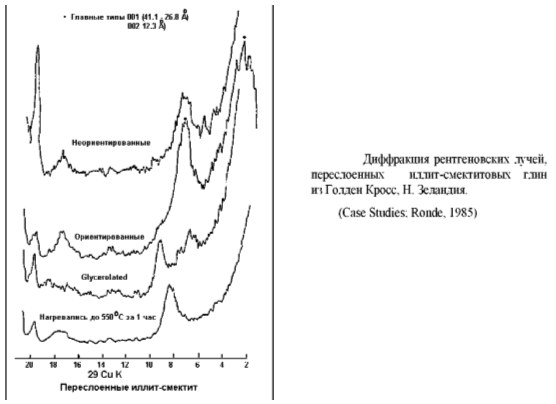 • Главные типы 001 (41.1 - 26.8 Å)
002 12.3 Å)
Неориентированные
Ориентированные
Glycerolated
Нагревались до 550°C за 1 час
20 18 16 14 12 10 8 6 4 2
29 Cu K
Переслоенные иллит-смектит
Диффракция рентгеновских лучей,
переслоенных иллит-смектитовых глин
из Голден Кросс, Н. Зеландия.
(Case Studies: Ronde, 1985)